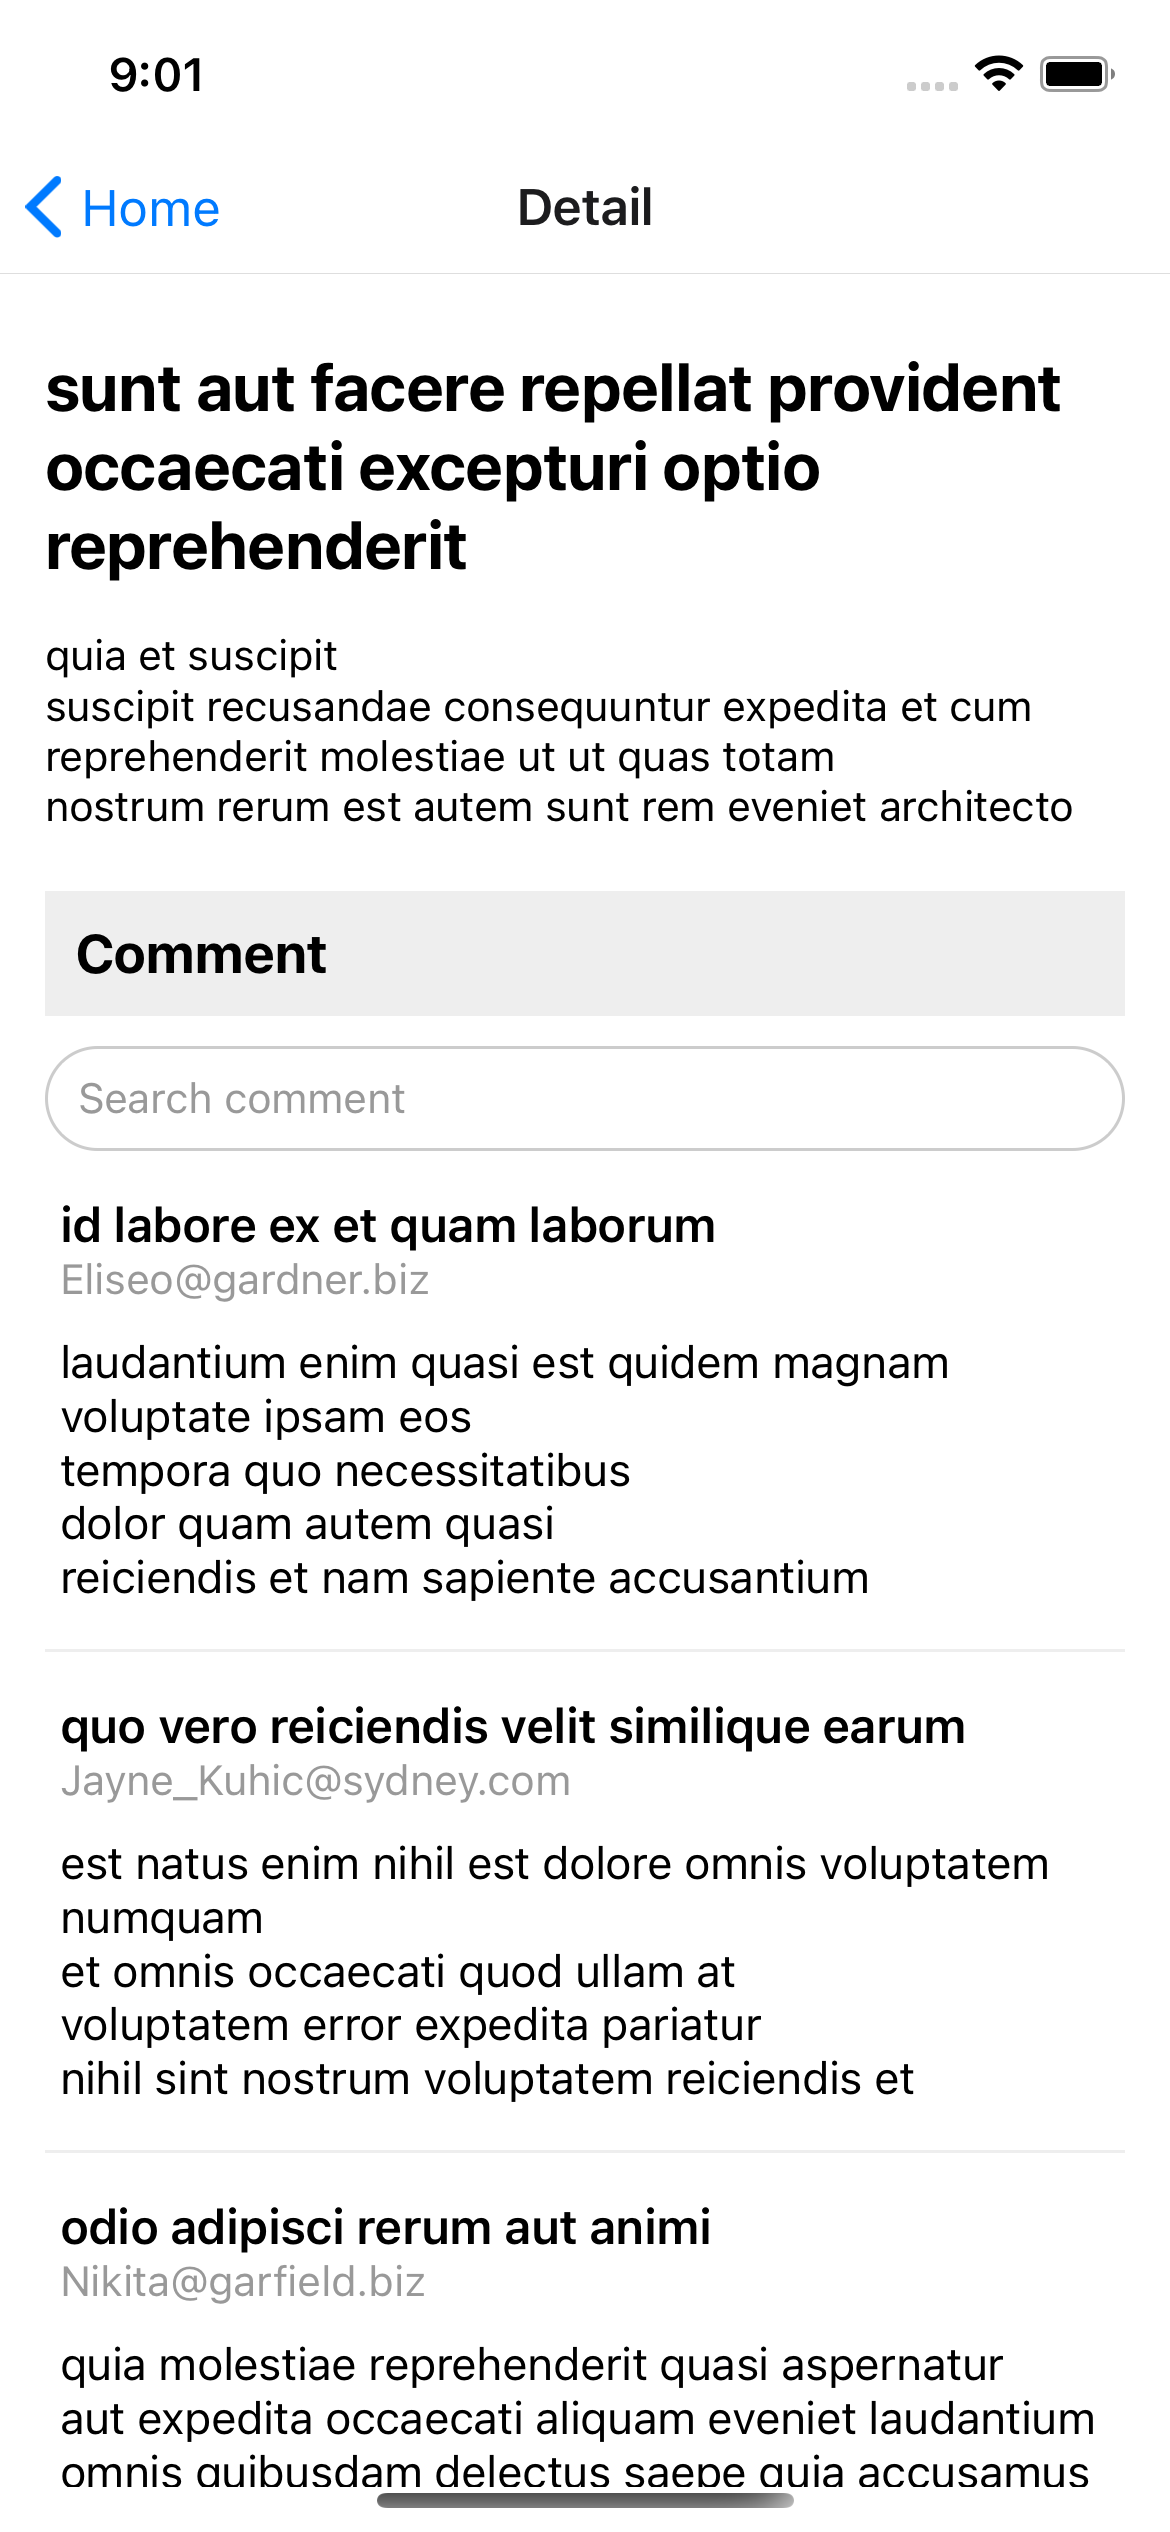 9:01
Home
Detail
sunt aut facere repellat provident
occaecati excepturi optio
reprehenderit
quia et suscipit
suscipit recusandae consequuntur expedita et cum
reprehenderit molestiae ut ut quas totam
nostrum rerum est autem sunt rem eveniet architecto
Comment
Search comment
id labore ex et quam laborum
Eliseo@gardner.biz
laudantium enim quasi est quidem magnam
voluptate ipsam eos
tempora quo necessitatibus
dolor quam autem quasi
reiciendis et nam sapiente accusantium
quo vero reiciendis velit similique earum
Jayne_Kuhic@sydney.com
est natus enim nihil est dolore omnis voluptatem
numquam
et omnis occaecati quod ullam at
voluptatem error expedita pariatur
nihil sint nostrum voluptatem reiciendis et
odio adipisci rerum aut animi
Nikita@garfield.biz
quia molestiae reprehenderit quasi aspernatur
aut expedita occaecati aliquam eveniet laudantium
omnis quibusdam delectus saepe quia accusamus